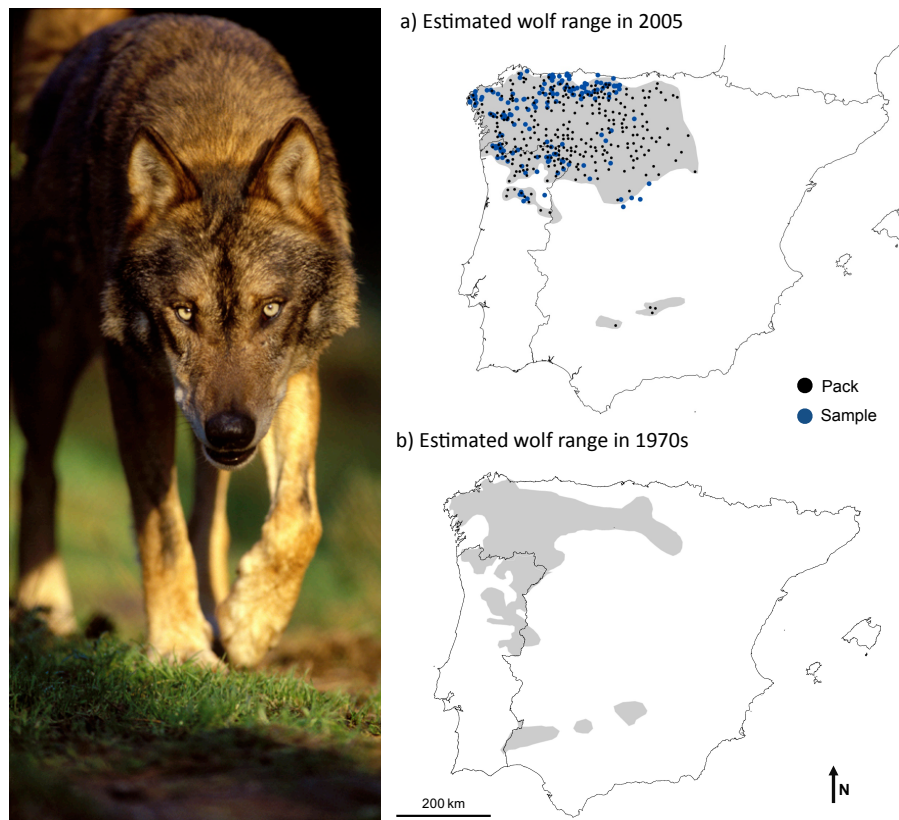 a) Estimated wolf range in 2005
Pack
Sample
b) Estimated wolf range in 1970s
200 km
N